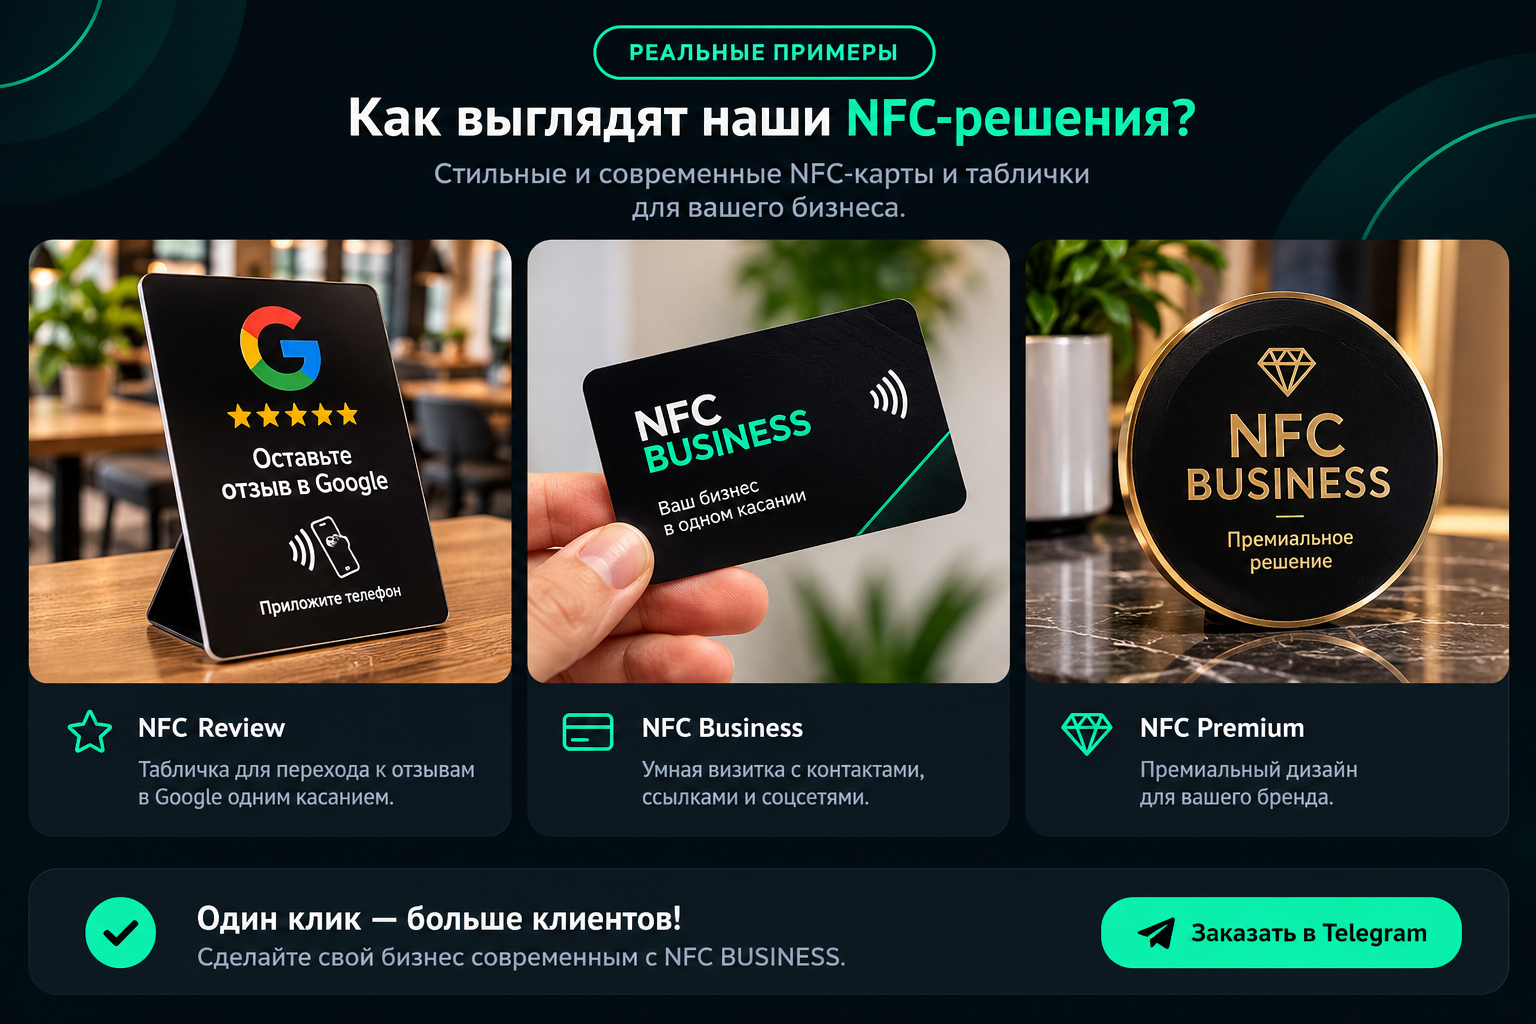 РЕАЛЬНЫЕ ПРИМЕРЫ
Как выглядят наши NFC-решения?
Стильные и современные NFC-карты и таблички
для вашего бизнеса.
G
Оставьте
отзыв в Google
Приложите телефон
NFC
BUSINESS
Ваш бизнес
в одном касании
NFC
BUSINESS
Премиальное
решение
NFC Review
Табличка для перехода к отзывам
в Google одним касанием.
NFC Business
Умная визитка с контактами,
ссылками и соцсетями.
NFC Premium
Премиальный дизайн
для вашего бренда.
Один клик — больше клиентов!
Сделайте свой бизнес современным с NFC BUSINESS.
Заказать в Telegram